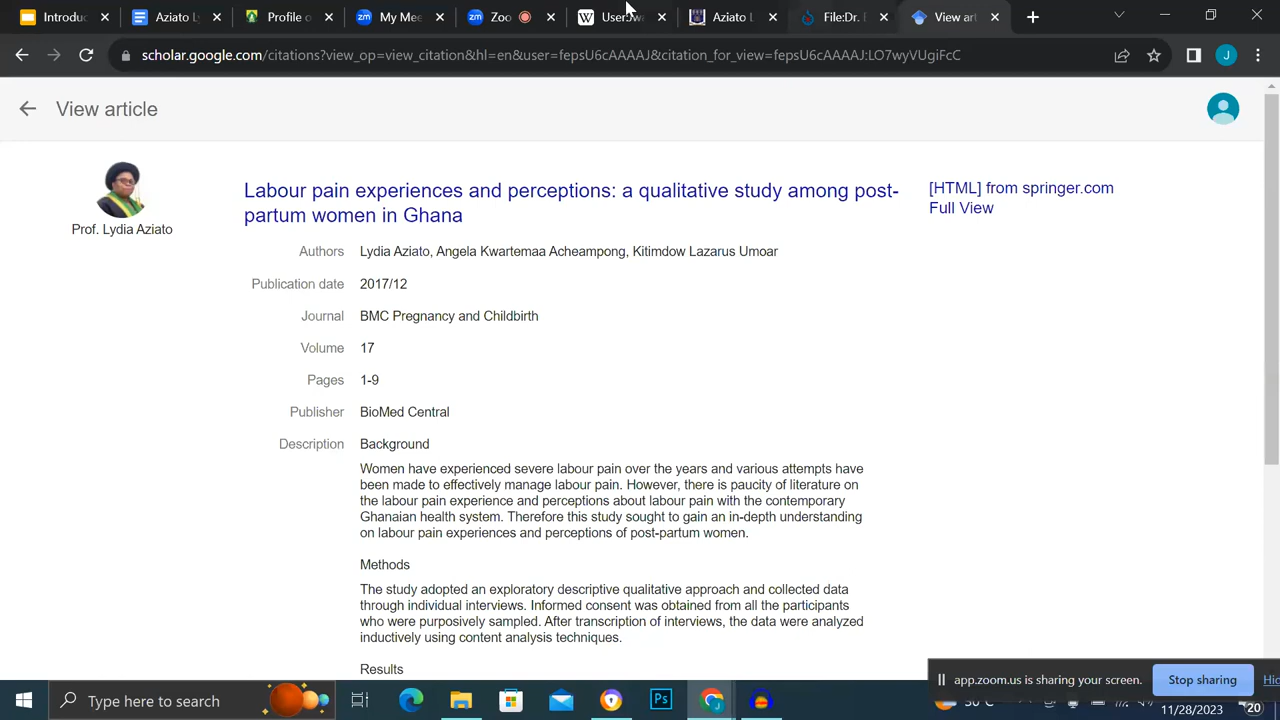 Introduc
Aziato Ly
Profile o
My Mee
Zoo
UserSw
Aziato L
File:Dr. F
View art
scholar.google.com/citations?view_op=view_citation&hl=en&user=fepsU6cAAAAJ&citation_for_view=fepsU6cAAAAJ:LO7wyVUgiFcC
J
View article
Labour pain experiences and perceptions: a qualitative study among post-
partum women in Ghana
[HTML] from springer.com
Full View
Prof. Lydia Aziato
Authors Lydia Aziato, Angela Kwartemaa Acheampong, Kitimdow Lazarus Umoar
Publication date 2017/12
Journal BMC Pregnancy and Childbirth
Volume 17
Pages 1-9
Publisher BioMed Central
Description Background
Women have experienced severe labour pain over the years and various attempts have
been made to effectively manage labour pain. However, there is paucity of literature on
the labour pain experience and perceptions about labour pain with the contemporary
Ghanaian health system. Therefore this study sought to gain an in-depth understanding
on labour pain experiences and perceptions of post-partum women.
Methods
The study adopted an exploratory descriptive qualitative approach and collected data
through individual interviews. Informed consent was obtained from all the participants
who were purposively sampled. After transcription of interviews, the data were analyzed
inductively using content analysis techniques.
Results
app.zoom.us is sharing your screen.
Stop sharing
Hid
Type here to search
Ps
11/28/2023
20